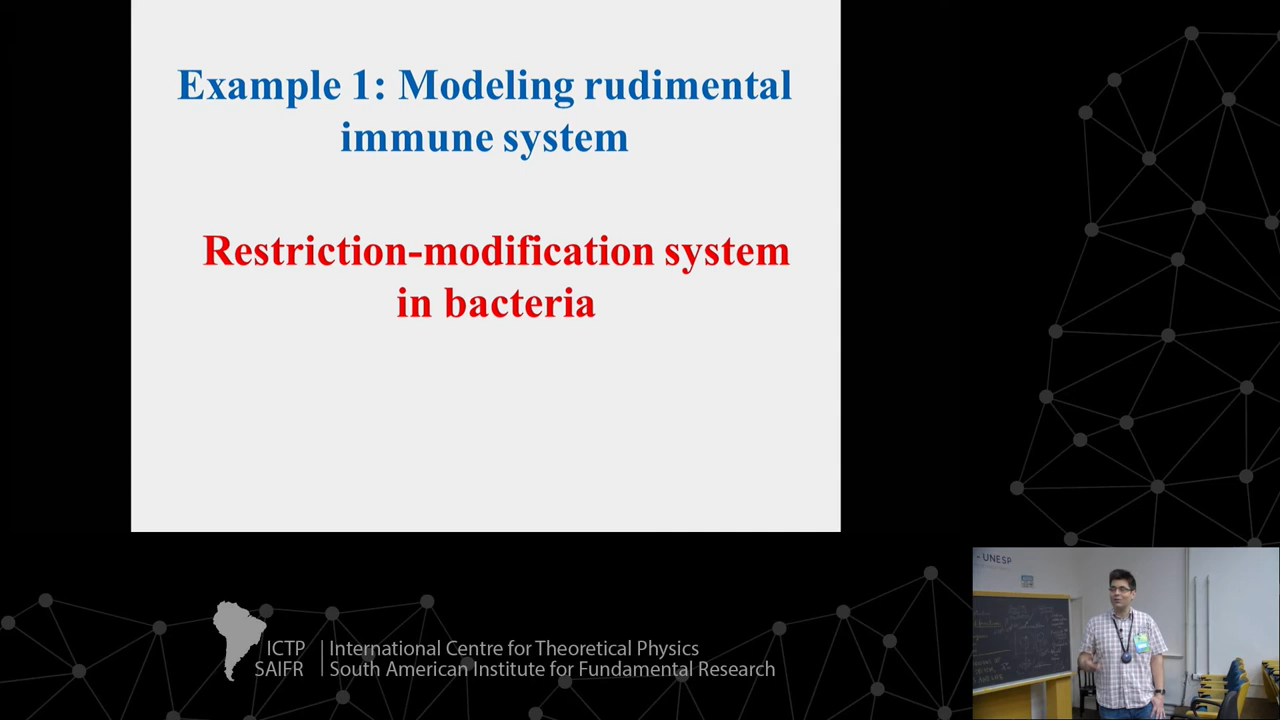 Example 1: Modeling rudimental
immune system
Restriction-modification system
in bacteria
- UNESP
ICTP
SAIFR
International Centre for Theoretical Physics
South American Institute for Fundamental Research